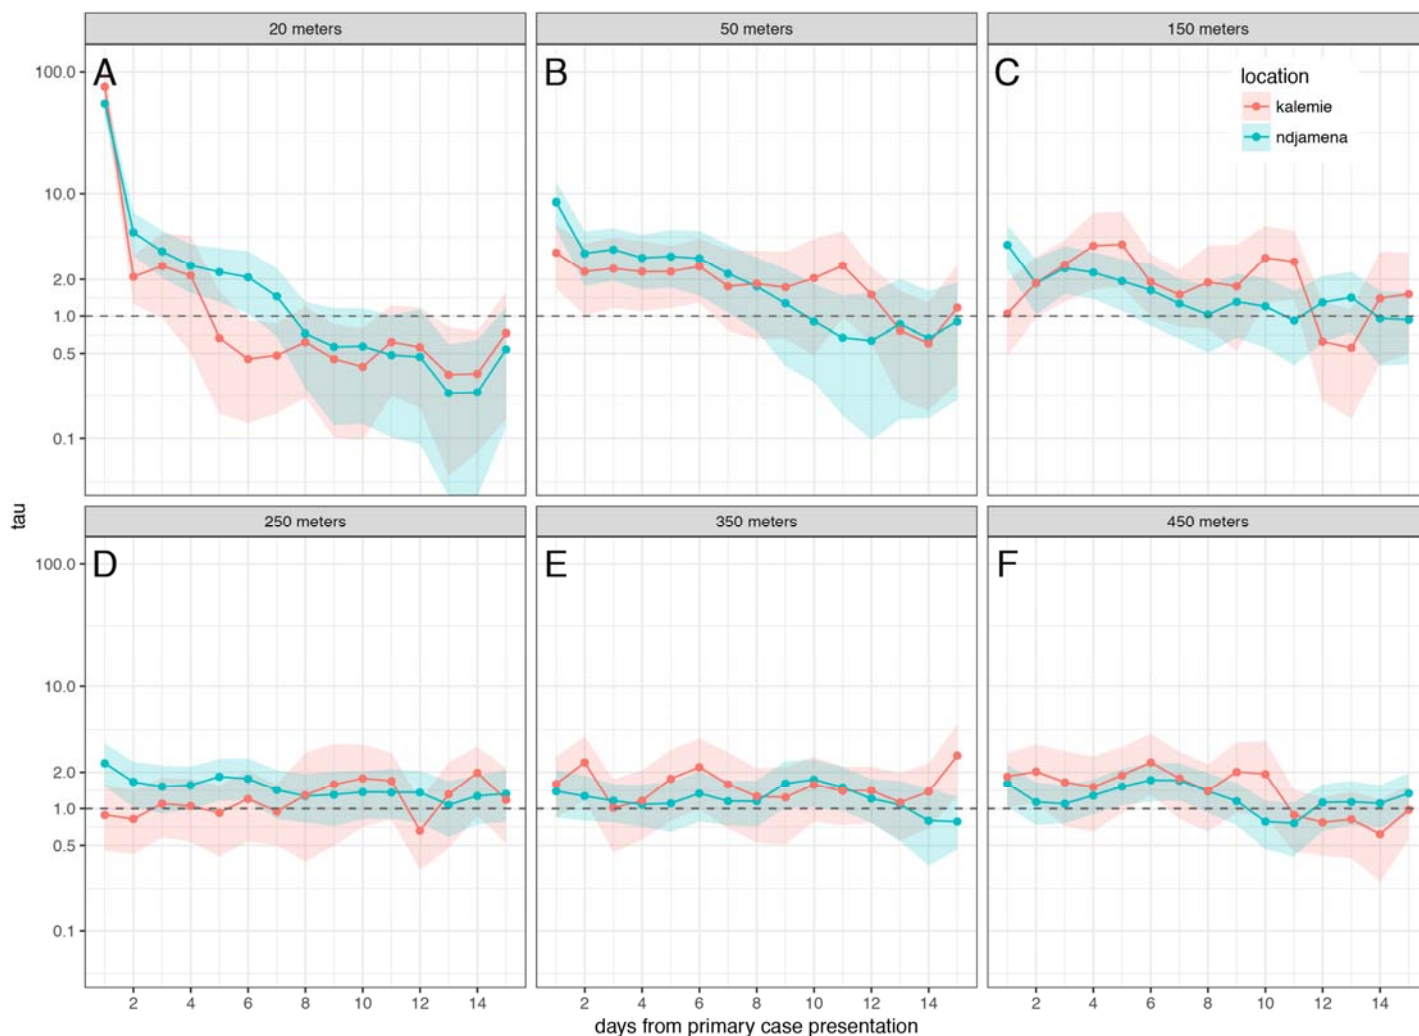 20 meters
50 meters
150 meters
A
B
C
location
kalemie
ndjamena
100.0
10.0
2.0
1.0
0.5
0.1
tau
250 meters
350 meters
450 meters
D
E
F
100.0
10.0
2.0
1.0
0.5
0.1
2 4 6 8 10 12 14
2 4 6 8 10 12 14
2 4 6 8 10 12 14
days from primary case presentation